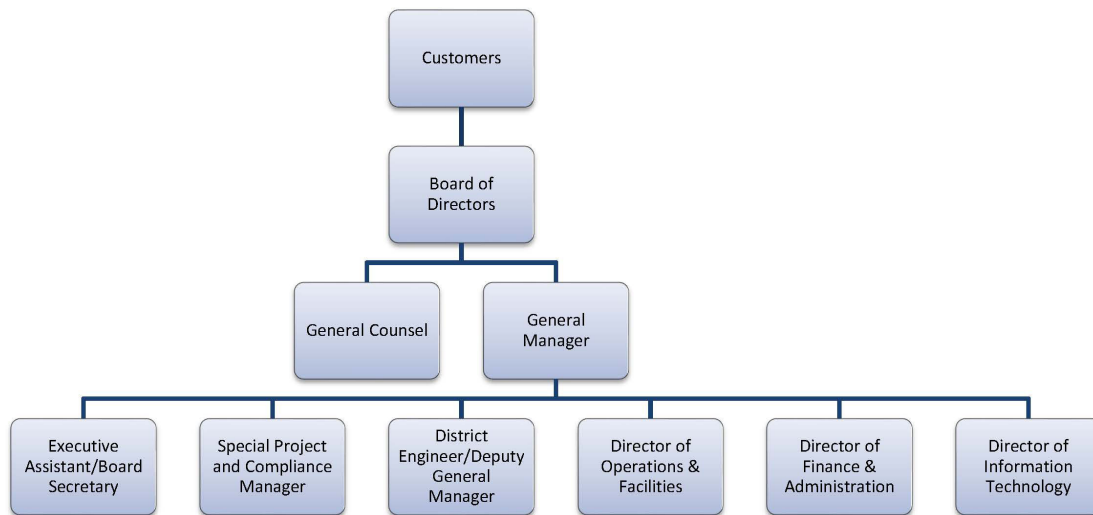 Customers
Board of
Directors
General Counsel
General
Manager
Executive
Assistant/Board
Secretary
Special Project
and Compliance
Manager
District
Engineer/Deputy
General
Manager
Director of
Operations &
Facilities
Director of
Finance &
Administration
Director of
Information
Technology